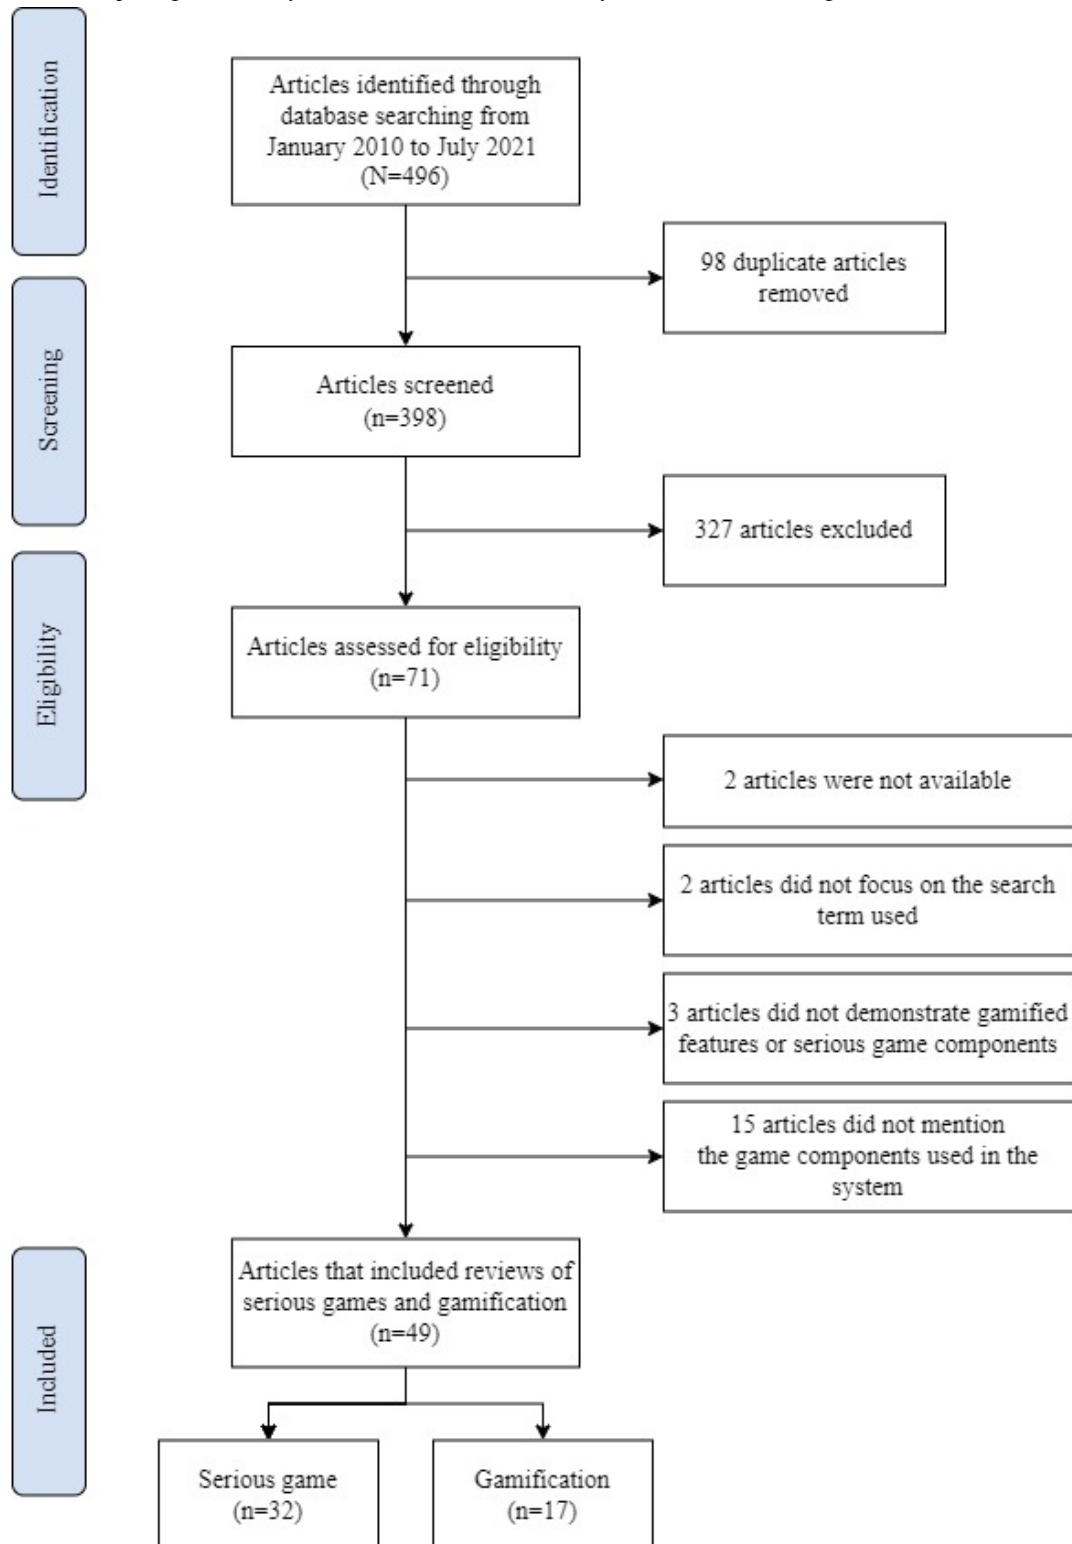 Identification
Articles identified through
database searching from
January 2010 to July 2021
(N=496)
98 duplicate articles
removed
Screening
Articles screened
(n=398)
327 articles excluded
Eligibility
Articles assessed for eligibility
(n=71)
2 articles were not available
2 articles did not focus on the search
term used
3 articles did not demonstrate gamified
features or serious game components
15 articles did not mention
the game components used in the
system
Included
Articles that included reviews of
serious games and gamification
(n=49)
Serious game
(n=32)
Gamification
(n=17)